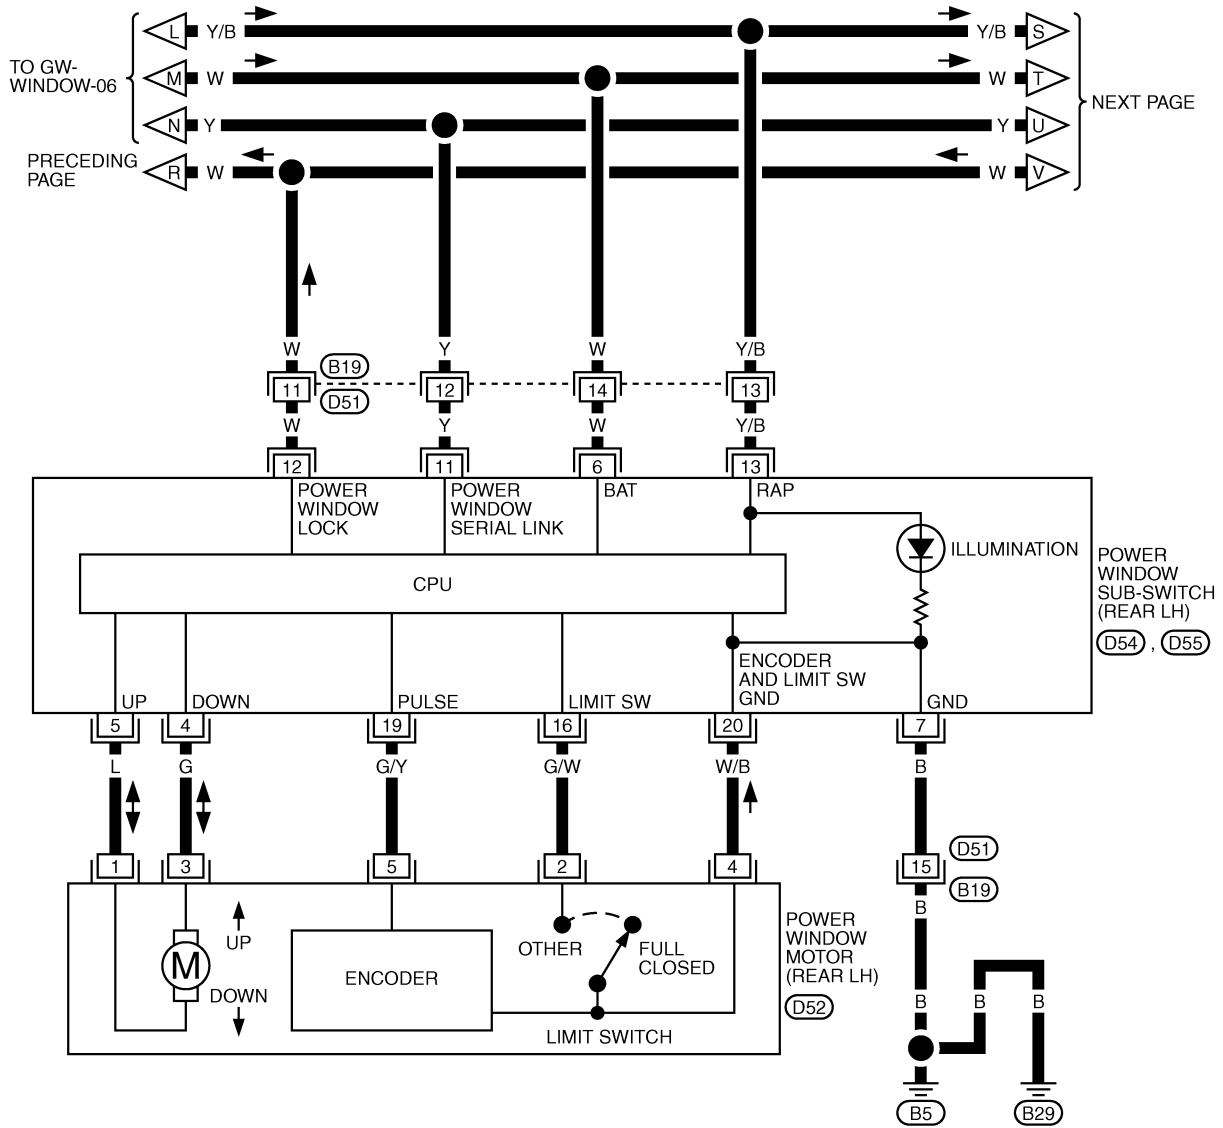 L Y/B Y/B S
TO GW-
WINDOW-06
M W W T
NEXT PAGE
N Y Y U
PRECEDING
PAGE
R W W V
W Y W Y/B
B19
11 12 14 13
D51
W Y W Y/B
12 11 6 13
POWER
WINDOW
LOCK
POWER
WINDOW
SERIAL LINK
BAT
RAP
ILLUMINATION
CPU
POWER
WINDOW
SUB-SWITCH
(REAR LH)
D54 , D55
ENCODER
AND LIMIT SW
GND
UP DOWN PULSE LIMIT SW GND
5 4 19 16 20 7
L G G/Y G/W W/B B
D51
1 3 5 2 4 15
B19
B
UP
M
DOWN
ENCODER
OTHER
FULL
CLOSED
LIMIT SWITCH
POWER
WINDOW
MOTOR
(REAR LH)
D52
B B B
B5 B29